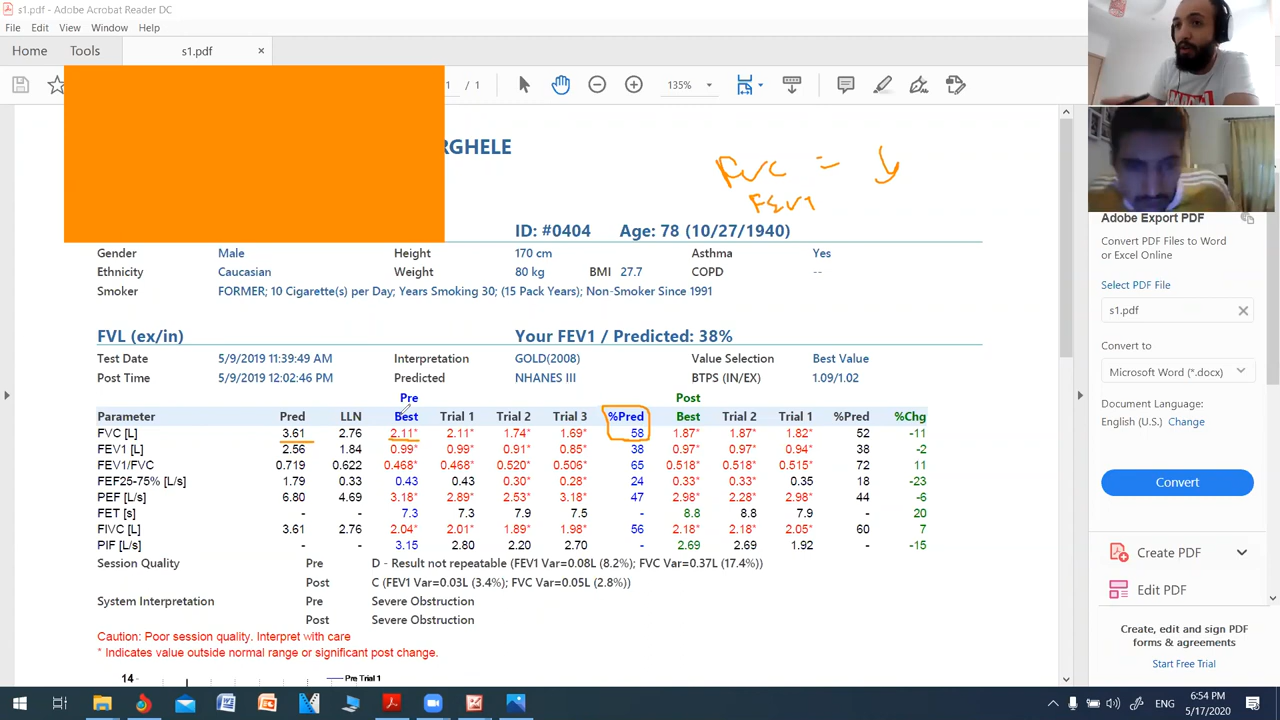 s1.pdf - Adobe Acrobat Reader DC
File Edit View Window Help
Home Tools s1.pdf ×
1 / 1 135%
RGHELE
FVC = ↓
FEV1
ID: #0404 Age: 78 (10/27/1940)
Gender Male Height 170 cm Asthma Yes
Ethnicity Caucasian Weight 80 kg BMI 27.7 COPD --
Smoker FORMER; 10 Cigarette(s) per Day; Years Smoking 30; (15 Pack Years); Non-Smoker Since 1991
FVL (ex/in) Your FEV1 / Predicted: 38%
Test Date 5/9/2019 11:39:49 AM Interpretation GOLD(2008) Value Selection Best Value
Post Time 5/9/2019 12:02:46 PM Predicted NHANES III BTPS (IN/EX) 1.09/1.02
Pre Post
Parameter Pred LLN Best Trial 1 Trial 2 Trial 3 %Pred Best Trial 2 Trial 1 %Pred %Chg
FVC [L] 3.61 2.76 2.11* 2.11* 1.74* 1.69* 58 1.87* 1.87* 1.82* 52 -11
FEV1 [L] 2.56 1.84 0.99* 0.99* 0.91* 0.85* 38 0.97* 0.97* 0.94* 38 -2
FEV1/FVC 0.719 0.622 0.468* 0.468* 0.520* 0.506* 65 0.518* 0.518* 0.515* 72 11
FEF25-75% [L/s] 1.79 0.33 0.43 0.43 0.30* 0.28* 24 0.33* 0.33* 0.35 18 -23
PEF [L/s] 6.80 4.69 3.18* 2.89* 2.53* 3.18* 47 2.98* 2.28* 2.98* 44 -6
FET [s] - - 7.3 7.3 7.9 7.5 - 8.8 8.8 7.9 - 20
FIVC [L] 3.61 2.76 2.04* 2.01* 1.89* 1.98* 56 2.18* 2.18* 2.05* 60 7
PIF [L/s] - - 3.15 2.80 2.20 2.70 - 2.69 2.69 1.92 - -15
Session Quality Pre D - Result not repeatable (FEV1 Var=0.08L (8.2%); FVC Var=0.37L (17.4%))
Post C (FEV1 Var=0.03L (3.4%); FVC Var=0.05L (2.8%))
System Interpretation Pre Severe Obstruction
Post Severe Obstruction
Caution: Poor session quality. Interpret with care
* Indicates value outside normal range or significant post change.
14 Pre Trial 1
Adobe Export PDF
Convert PDF Files to Word
or Excel Online
Select PDF File
s1.pdf
Convert to
Microsoft Word (*.docx)
Document Language:
English (U.S.) Change
Convert
Create PDF
Edit PDF
Create, edit and sign PDF
forms & agreements
Start Free Trial
ENG 6:54 PM
5/17/2020